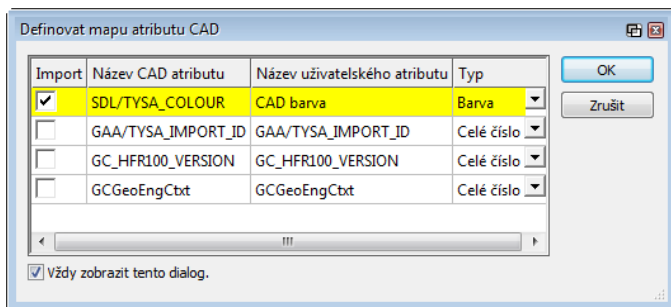 Definovat mapu atributu CAD
Import Název CAD atributu Název uživatelského atributu Typ
SDL/TYSA_COLOUR CAD barva Barva
GAA/TYSA_IMPORT_ID GAA/TYSA_IMPORT_ID Celé číslo
GC_HFR100_VERSION GC_HFR100_VERSION Celé číslo
GCGeoEngCtxt GCGeoEngCtxt Celé číslo
OK
Zrušit
Vždy zobrazit tento dialog.